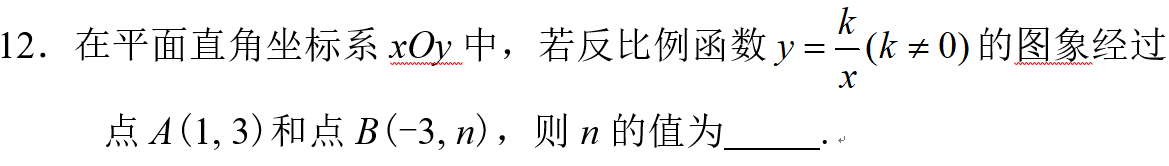 12．在平面直角坐标系 xOy 中，若反比例函数 y = k/x (k ≠ 0) 的图象经过
点 A(1, 3)和点 B(−3, n)，则 n 的值为_____.